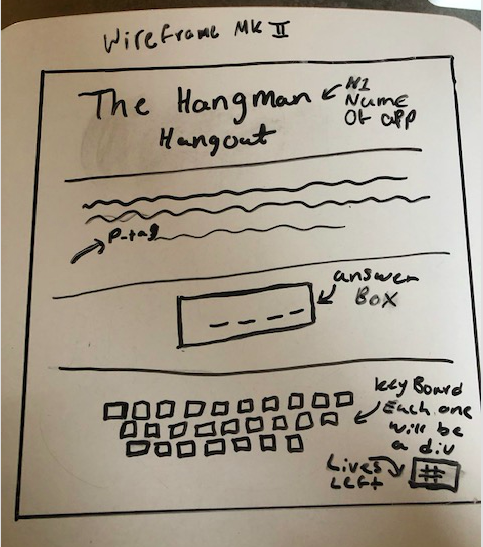 WireFrame MK II
The Hangman
Hangout
H1
Name
Of app
P-tag
answer
Box
key Board
Each one
will be
a div
Lives
Left
#